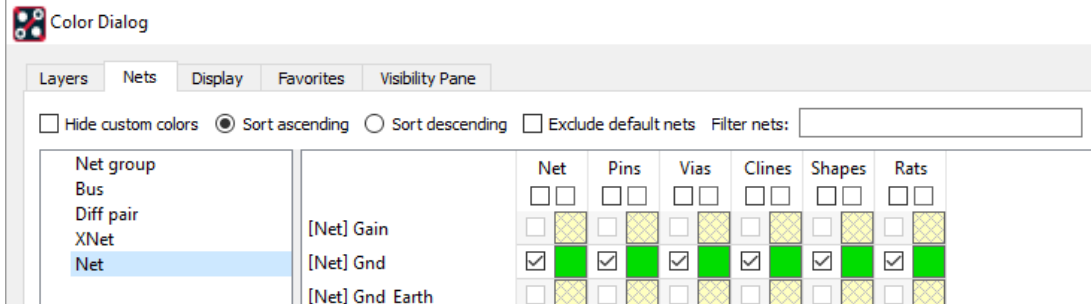 Color Dialog
Layers Nets Display Favorites Visibility Pane
Hide custom colors Sort ascending Sort descending Exclude default nets Filter nets:
Net group
Bus
Diff pair
XNet
Net
Net Pins Vias Clines Shapes Rats
[Net] Gain
[Net] Gnd
[Net] Gnd_Earth